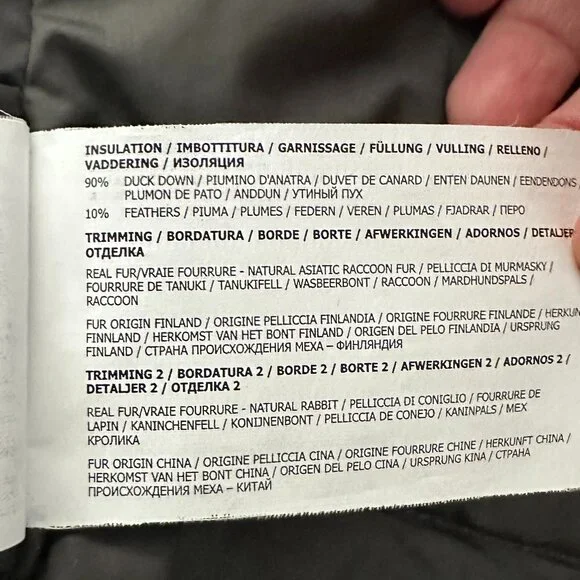 INSULATION / IMBOTTITURA / GARNISSAGE / FÜLLUNG / VULLING / RELLENO /
VADDERING / ИЗОЛЯЦИЯ
90% DUCK DOWN / PIUMINO D'ANATRA / DUVET DE CANARD / ENTEN DAUNEN / EENDENDONS
PLUMON DE PATO / ANDDUN / УТИНЫЙ ПУХ
10% FEATHERS / PIUMA / PLUMES / FEDERN / VEREN / PLUMAS / FJADRAR / ПЕРО
TRIMMING / BORDATURA / BORDE / BORTE / AFWERKINGEN / ADORNOS / DETALJER
ОТДЕЛКА
REAL FUR/VRAIE FOURRURE - NATURAL ASIATIC RACCOON FUR / PELLICCIA DI MURMASKY /
FOURRURE DE TANUKI / TANUKIFELL / WASBEERBONT / RACCOON / MARDHUNDSPALS /
RACCOON
FUR ORIGIN FINLAND / ORIGINE PELLICCIA FINLANDIA / ORIGINE FOURRURE FINLANDE / HERKUN
FINNLAND / HERKOMST VAN HET BONT FINLAND / ORIGEN DEL PELO FINLANDIA / URSPRUNG
FINLAND / СТРАНА ПРОИСХОЖДЕНИЯ МЕХА – ФИНЛЯНДИЯ
TRIMMING 2 / BORDATURA 2 / BORDE 2 / BORTE 2 / AFWERKINGEN 2 / ADORNOS 2 /
DETALJER 2 / ОТДЕЛКА 2
REAL FUR/VRAIE FOURRURE - NATURAL RABBIT / PELLICCIA DI CONIGLIO / FOURRURE DE
LAPIN / KANINCHENFELL / KONIJNENBONT / PELLICCIA DE CONEJO / KANINPALS / МЕХ
КРОЛИКА
FUR ORIGIN CHINA / ORIGINE PELLICCIA CINA / ORIGINE FOURRURE CHINE / HERKUNFT CHINA /
HERKOMST VAN HET BONT CHINA / ORIGEN DEL PELO CINA / URSPRUNG KINA / СТРАНА
ПРОИСХОЖДЕНИЯ МЕХА – КИТАЙ